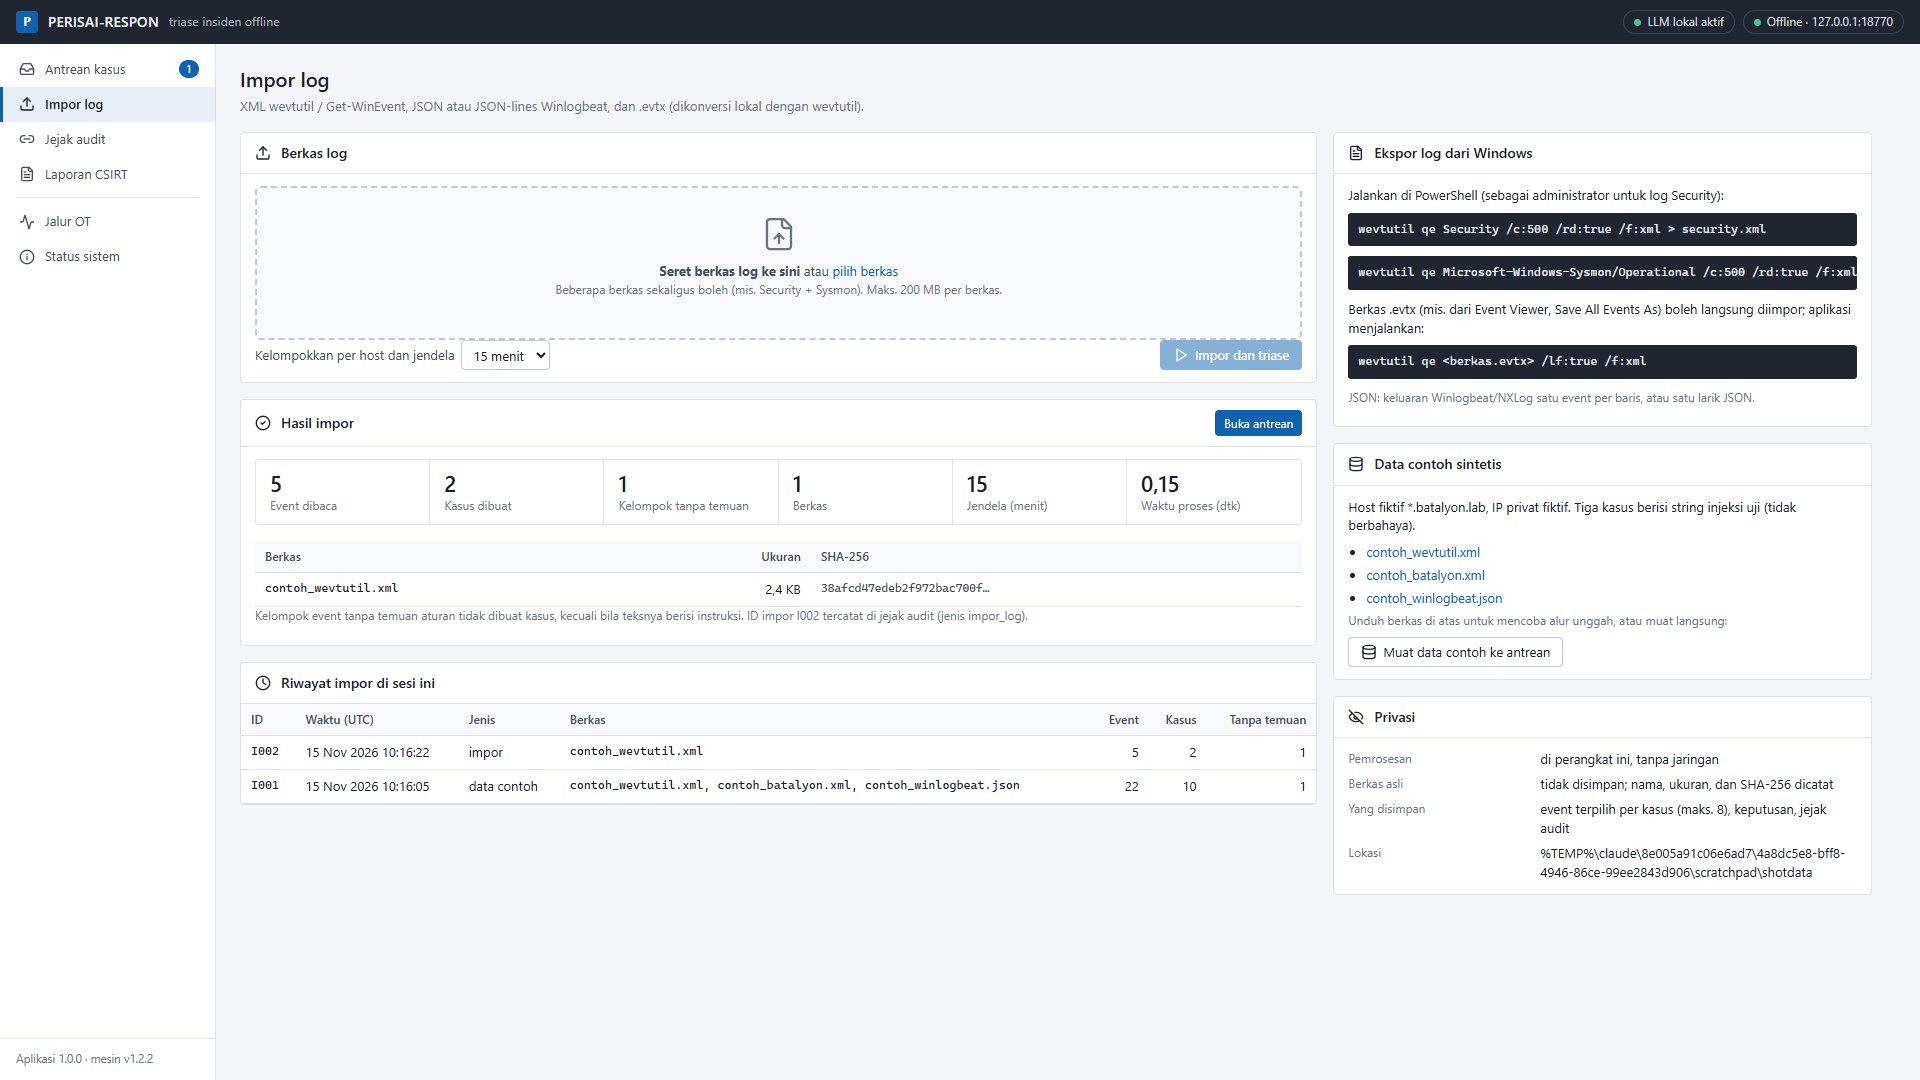 P PERISAI-RESPON triase insiden offline
LLM lokal aktif
Offline · 127.0.0.1:18770
Antrean kasus 1
Impor log
Jejak audit
Laporan CSIRT
Jalur OT
Status sistem
Aplikasi 1.0.0 · mesin v1.2.2
Impor log
XML wevtutil / Get-WinEvent, JSON atau JSON-lines Winlogbeat, dan .evtx (dikonversi lokal dengan wevtutil).
Berkas log
Seret berkas log ke sini atau pilih berkas
Beberapa berkas sekaligus boleh (mis. Security + Sysmon). Maks. 200 MB per berkas.
Kelompokkan per host dan jendela 15 menit
Impor dan triase
Hasil impor
Buka antrean
5 2 1 1 15 0,15
Event dibaca Kasus dibuat Kelompok tanpa temuan Berkas Jendela (menit) Waktu proses (dtk)
Berkas Ukuran SHA-256
contoh_wevtutil.xml 2,4 KB 38afcd47edeb2f972bac700f…
Kelompok event tanpa temuan aturan tidak dibuat kasus, kecuali bila teksnya berisi instruksi. ID impor I002 tercatat di jejak audit (jenis impor_log).
Riwayat impor di sesi ini
ID Waktu (UTC) Jenis Berkas Event Kasus Tanpa temuan
I002 15 Nov 2026 10:16:22 impor contoh_wevtutil.xml 5 2 1
I001 15 Nov 2026 10:16:05 data contoh contoh_wevtutil.xml, contoh_batalyon.xml, contoh_winlogbeat.json 22 10 1
Ekspor log dari Windows
Jalankan di PowerShell (sebagai administrator untuk log Security):
wevtutil qe Security /c:500 /rd:true /f:xml > security.xml
wevtutil qe Microsoft-Windows-Sysmon/Operational /c:500 /rd:true /f:xml
Berkas .evtx (mis. dari Event Viewer, Save All Events As) boleh langsung diimpor; aplikasi
menjalankan:
wevtutil qe <berkas.evtx> /lf:true /f:xml
JSON: keluaran Winlogbeat/NXLog satu event per baris, atau satu larik JSON.
Data contoh sintetis
Host fiktif *.batalyon.lab, IP privat fiktif. Tiga kasus berisi string injeksi uji (tidak
berbahaya).
contoh_wevtutil.xml
contoh_batalyon.xml
contoh_winlogbeat.json
Unduh berkas di atas untuk mencoba alur unggah, atau muat langsung:
Muat data contoh ke antrean
Privasi
Pemrosesan di perangkat ini, tanpa jaringan
Berkas asli tidak disimpan; nama, ukuran, dan SHA-256 dicatat
Yang disimpan event terpilih per kasus (maks. 8), keputusan, jejak
audit
Lokasi %TEMP%\claude\8e005a91c06e6ad7\4a8dc5e8-bff8-
4946-86ce-99ee2843d906\scratchpad\shotdata